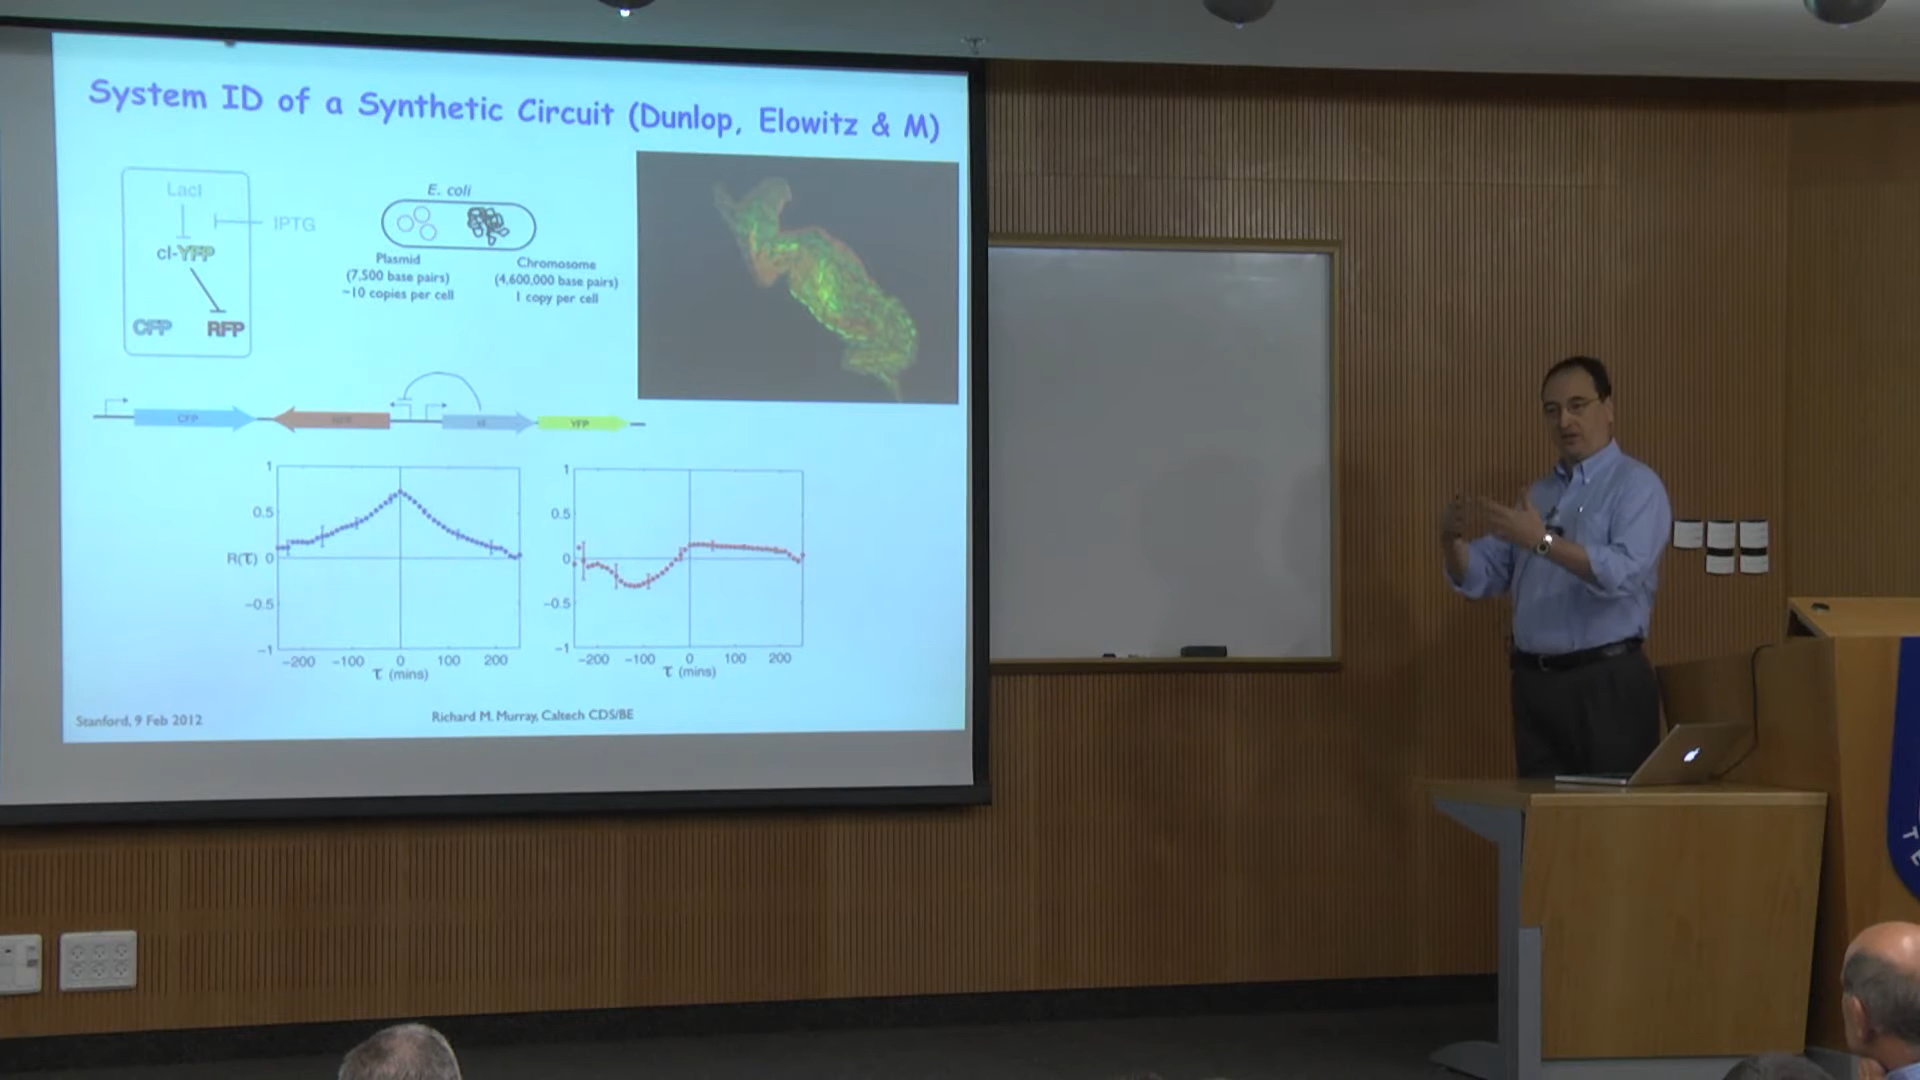 System ID of a Synthetic Circuit (Dunlop, Elowitz & M)
LacI
IPTG
cI-YFP
CFP RFP
E. coli
Plasmid
(7,500 base pairs)
~10 copies per cell
Chromosome
(4,600,000 base pairs)
1 copy per cell
CFP
cI
YFP
1
0.5
R(τ) 0
-0.5
-1
-200 -100 0 100 200
τ (mins)
1
0.5
0
-0.5
-1
-200 -100 0 100 200
τ (mins)
Stanford, 9 Feb 2012
Richard M. Murray, Caltech CDS/BE